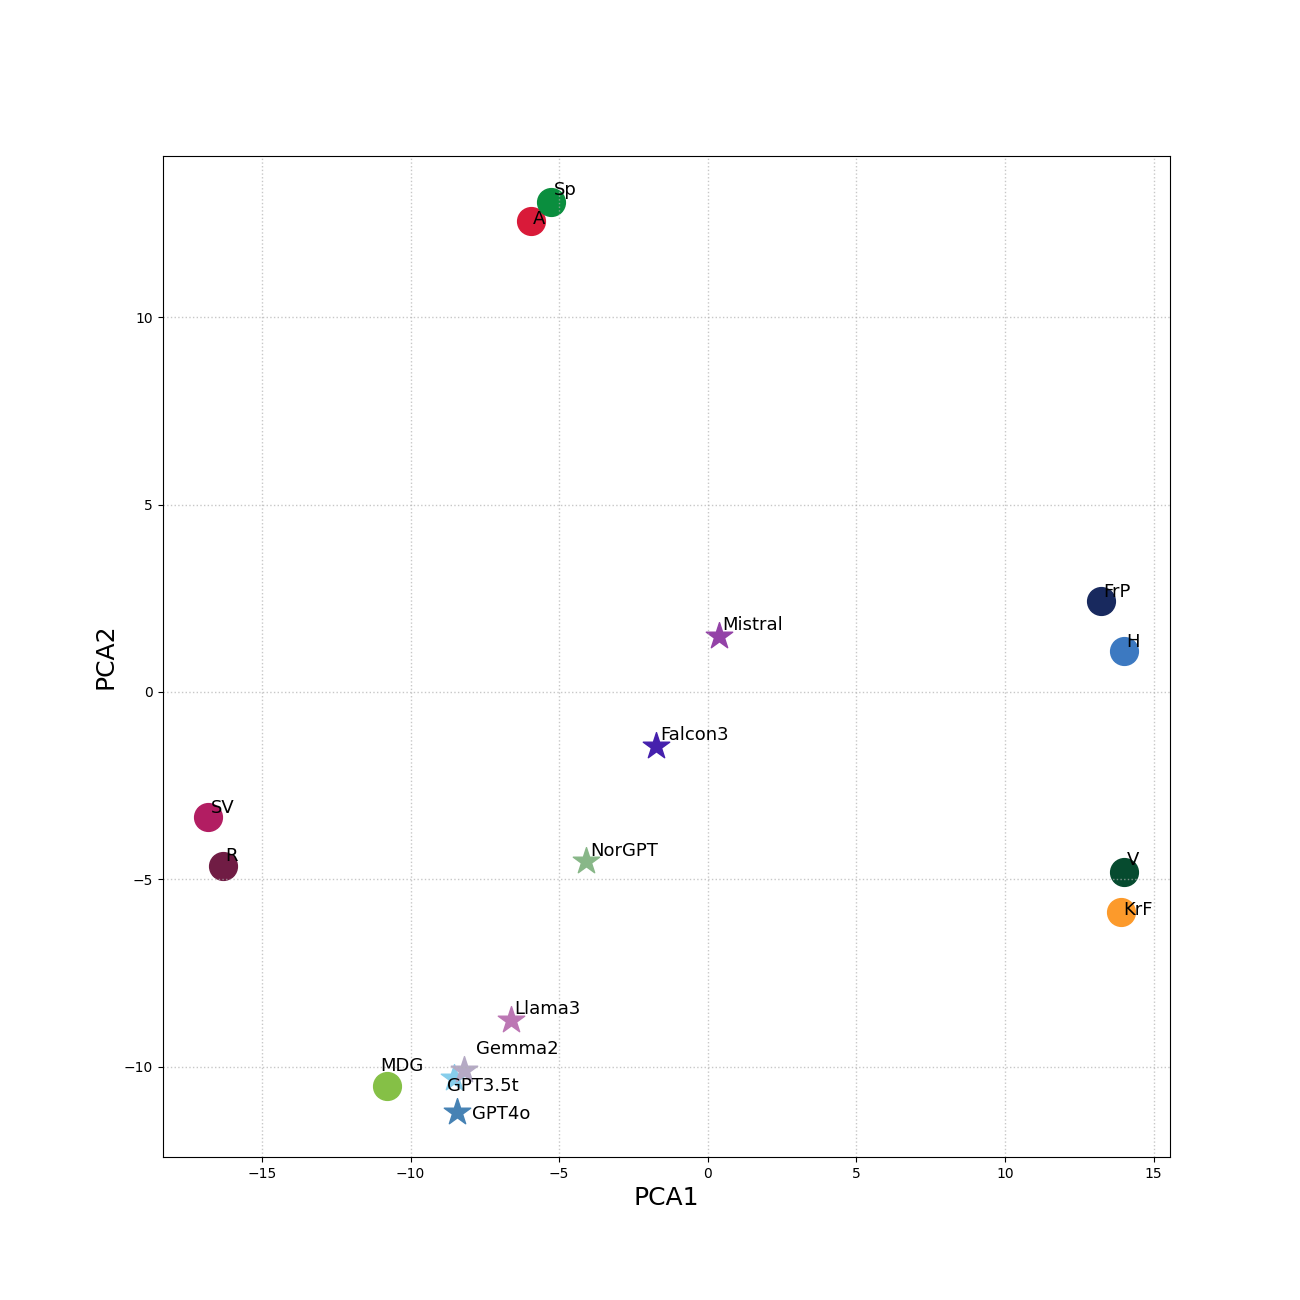 Sp
A
10
5
FrP
Mistral
H
PCA2
0
Falcon3
SV
NorGPT
R
V
−5
KrF
Llama3
Gemma2
MDG
−10
GPT3.5t
GPT4o
−15
−10
−5
0
5
10
15
PCA1